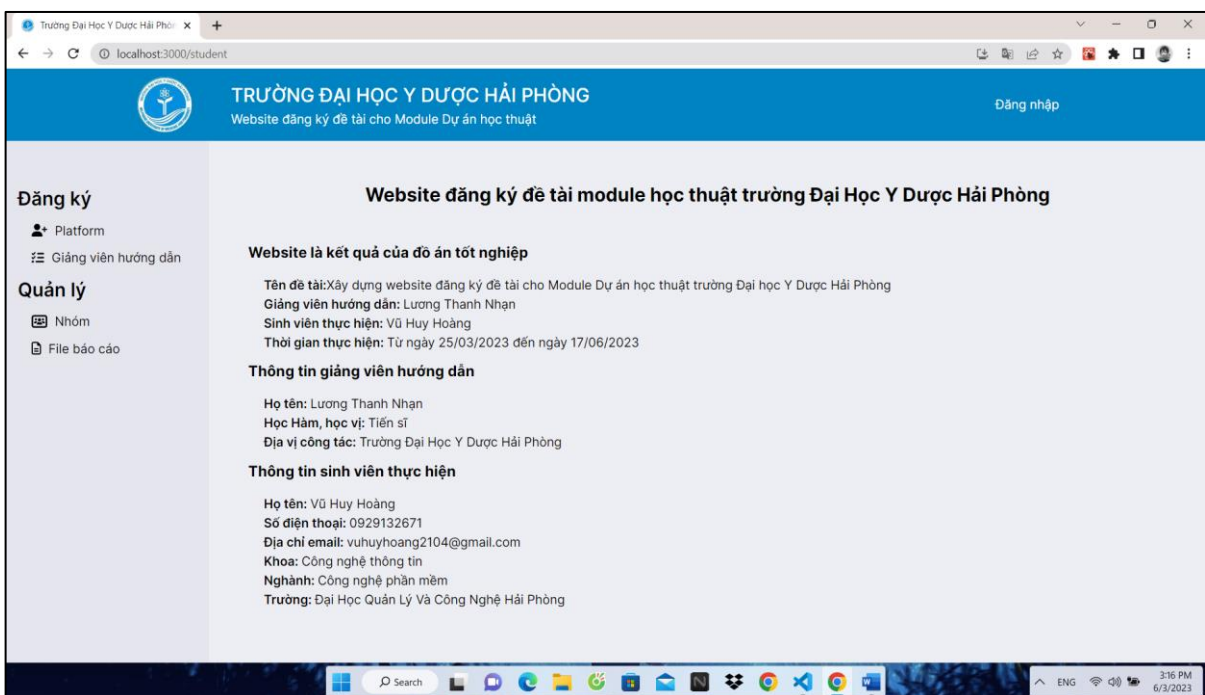 Trường Đại Học Y Dược Hải Phòn
localhost:3000/student
TRƯỜNG ĐẠI HỌC Y DƯỢC HẢI PHÒNG
Website đăng ký đề tài cho Module Dự án học thuật
Đăng nhập
Đăng ký
Platform
Giảng viên hướng dẫn
Quản lý
Nhóm
File báo cáo
Website đăng ký đề tài module học thuật trường Đại Học Y Dược Hải Phòng
Website là kết quả của đồ án tốt nghiệp
Tên đề tài:Xây dựng website đăng ký đề tài cho Module Dự án học thuật trường Đại học Y Dược Hải Phòng
Giảng viên hướng dẫn: Lương Thanh Nhạn
Sinh viên thực hiện: Vũ Huy Hoàng
Thời gian thực hiện: Từ ngày 25/03/2023 đến ngày 17/06/2023
Thông tin giảng viên hướng dẫn
Họ tên: Lương Thanh Nhạn
Học Hàm, học vị: Tiến sĩ
Địa vị công tác: Trường Đại Học Y Dược Hải Phòng
Thông tin sinh viên thực hiện
Họ tên: Vũ Huy Hoàng
Số điện thoại: 0929132671
Địa chỉ email: vuhuyhoang2104@gmail.com
Khoa: Công nghệ thông tin
Nghành: Công nghệ phần mềm
Trường: Đại Học Quản Lý Và Công Nghệ Hải Phòng
Search
ENG
3:16 PM
6/3/2023